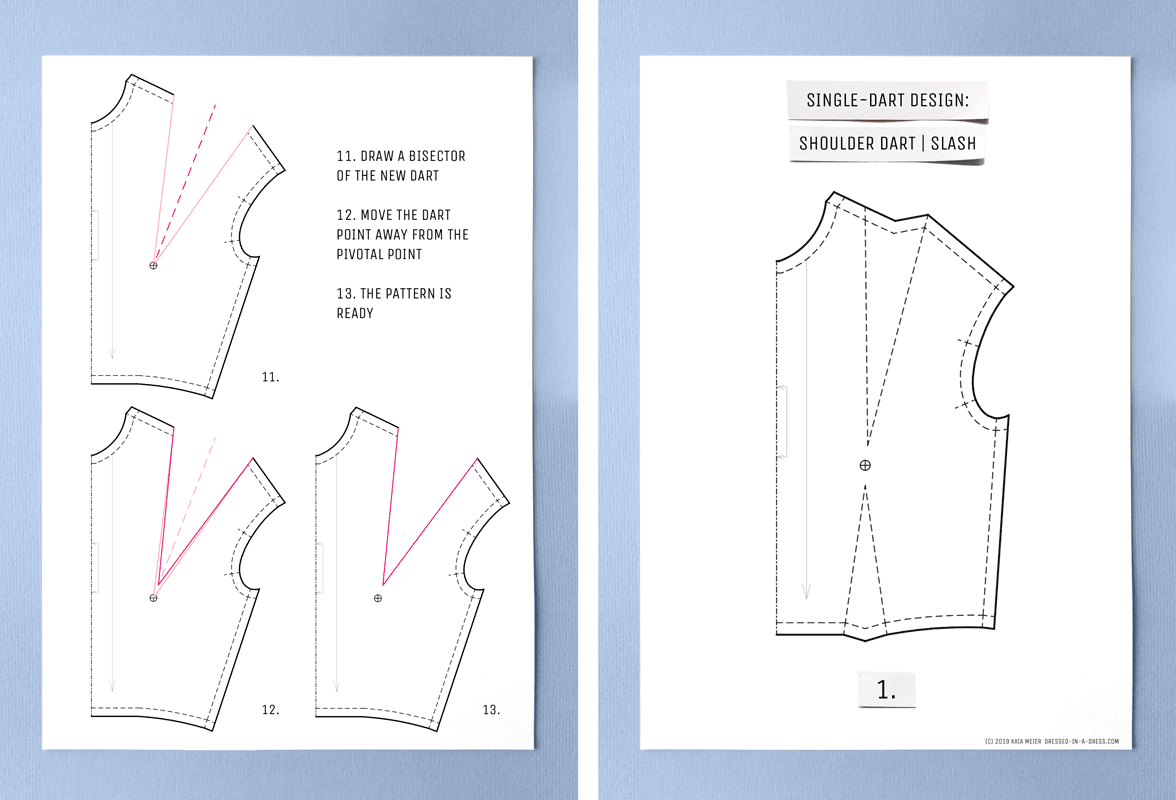 11. DRAW A BISECTOR
OF THE NEW DART
12. MOVE THE DART
POINT AWAY FROM THE
PIVOTAL POINT
13. THE PATTERN IS
READY
11.
12.
13.
SINGLE-DART DESIGN:
SHOULDER DART | SLASH
1.
(C) 2019 KAIA MEIER DRESSED-IN-A-DRESS.COM